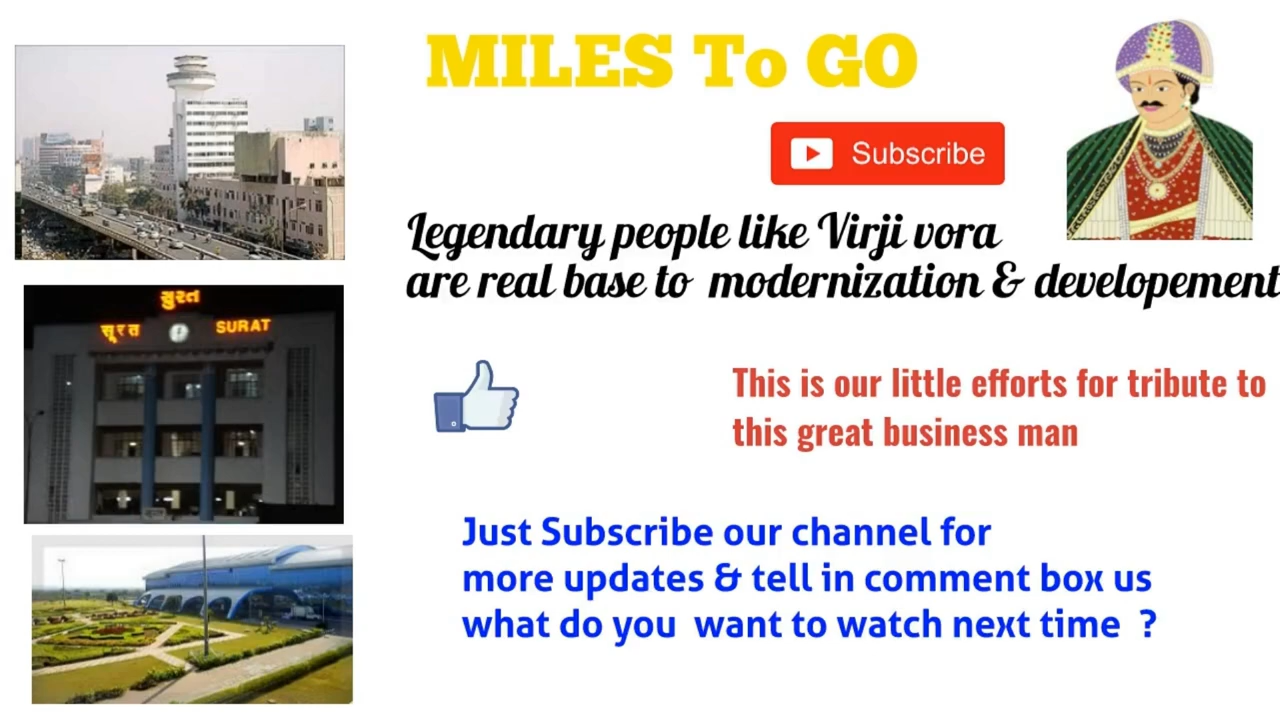 MILES To GO
Subscribe
Legendary people like Virji vora
are real base to modernization & developement
सुरत
सूरत SURAT
This is our little efforts for tribute to
this great business man
Just Subscribe our channel for
more updates & tell in comment box us
what do you want to watch next time ?